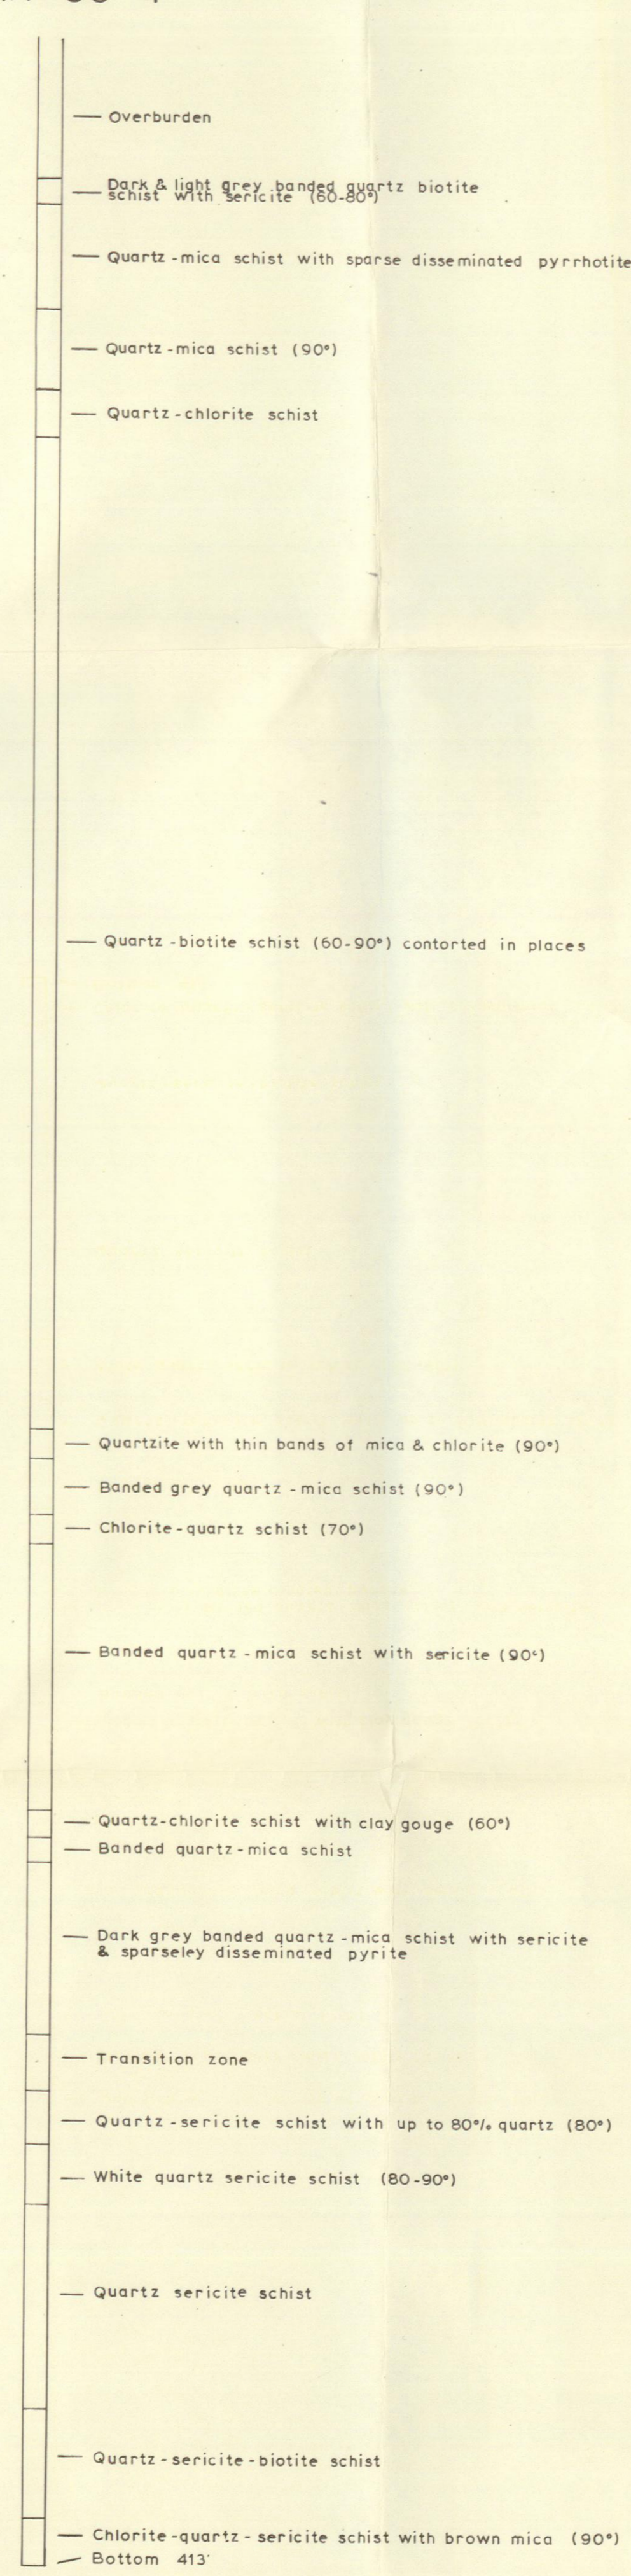 Overburden
Dark & light grey banded quartz biotite
schist with sericite (60-80°)
Quartz-mica schist with sparse disseminated pyrrhotite
Quartz-mica schist (90°)
Quartz-chlorite schist
Quartz-biotite schist (60-90°) contorted in places
Quartzite with thin bands of mica & chlorite (90°)
Banded grey quartz-mica schist (90°)
Chlorite-quartz schist (70°)
Banded quartz-mica schist with sericite (90°)
Quartz-chlorite schist with clay gouge (60°)
Banded quartz-mica schist
Dark grey banded quartz-mica schist with sericite
& sparseley disseminated pyrite
Transition zone
Quartz-sericite schist with up to 80% quartz (80°)
White quartz sericite schist (80-90°)
Quartz sericite schist
Quartz-sericite-biotite schist
Chlorite-quartz-sericite schist with brown mica (90°)
Bottom 413'